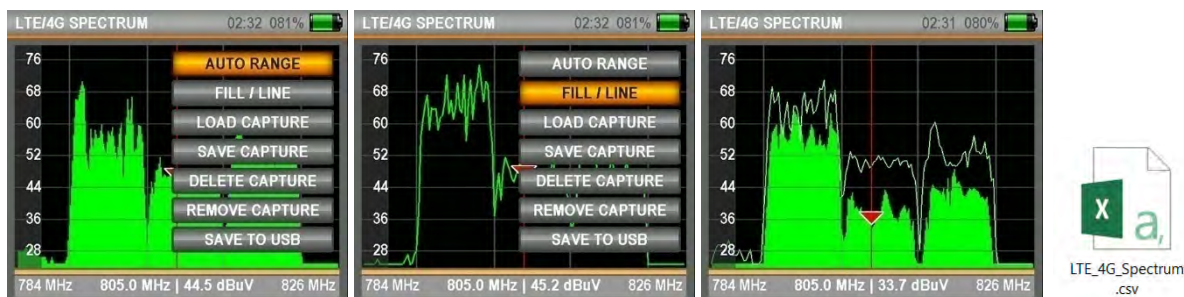 LTE/4G SPECTRUM 02:32 081%
76
68
60
52
44
36
28
AUTO RANGE
FILL / LINE
LOAD CAPTURE
SAVE CAPTURE
DELETE CAPTURE
REMOVE CAPTURE
SAVE TO USB
784 MHz 805.0 MHz | 44.5 dBuV 826 MHz
LTE/4G SPECTRUM 02:32 081%
76
68
60
52
44
36
28
AUTO RANGE
FILL / LINE
LOAD CAPTURE
SAVE CAPTURE
DELETE CAPTURE
REMOVE CAPTURE
SAVE TO USB
784 MHz 805.0 MHz | 45.2 dBuV 826 MHz
LTE/4G SPECTRUM 02:31 080%
76
68
60
52
44
36
28
784 MHz 805.0 MHz | 33.7 dBuV 826 MHz
X a,
LTE_4G_Spectrum
.csv